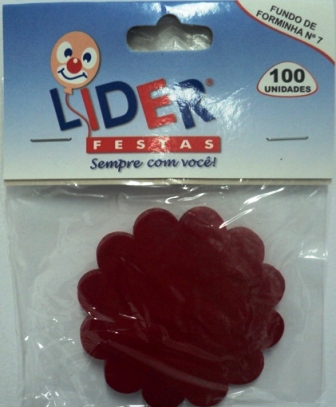 FUNDO DE
FORMINHA Nº 7
100
UNIDADES
LIDER®
FESTAS
Sempre com você!